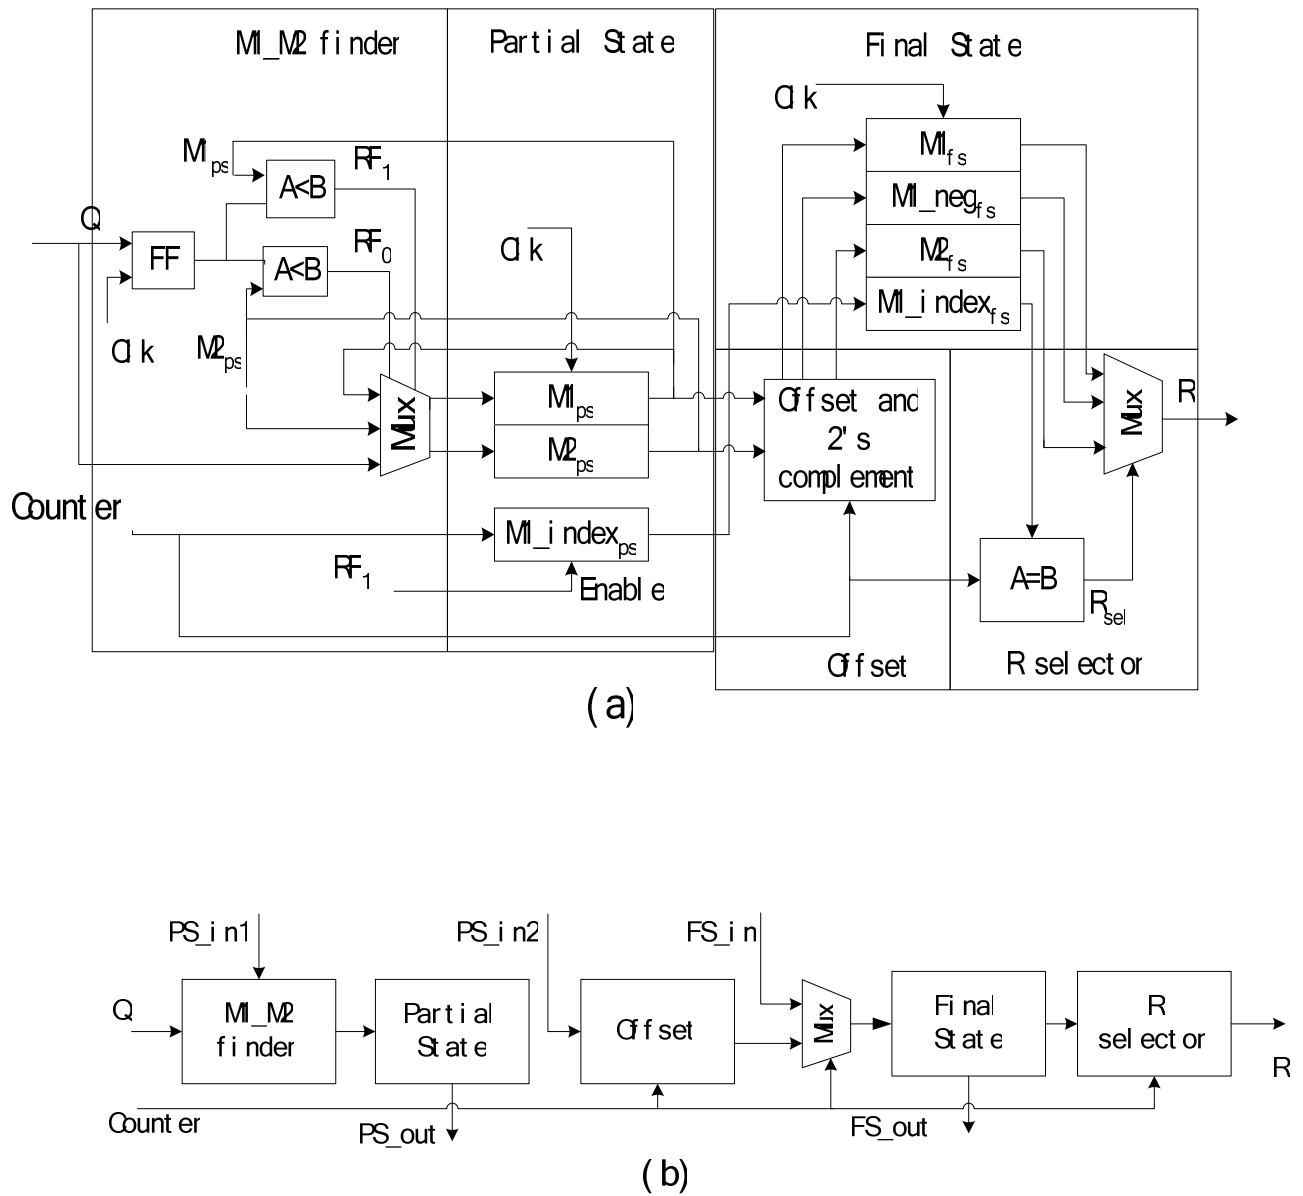 M1_M2 finder
Partial State
Final State
Clk
M1ps
RF1
A<B
M1fs
M1_negfs
Q
FF
RF0
A<B
Clk
M2fs
M1_indexfs
Clk
M2ps
Mux
M1ps
M2ps
Offset and
2's
complement
Mux
R
Counter
M1_indexps
RF1
Enable
A=B
Rsel
Offset
R selector
(a)
PS_in1
PS_in2
FS_in
Q
M1_M2
finder
Partial
State
Offset
Mux
Final
State
R
selector
R
Counter
PS_out
FS_out
(b)